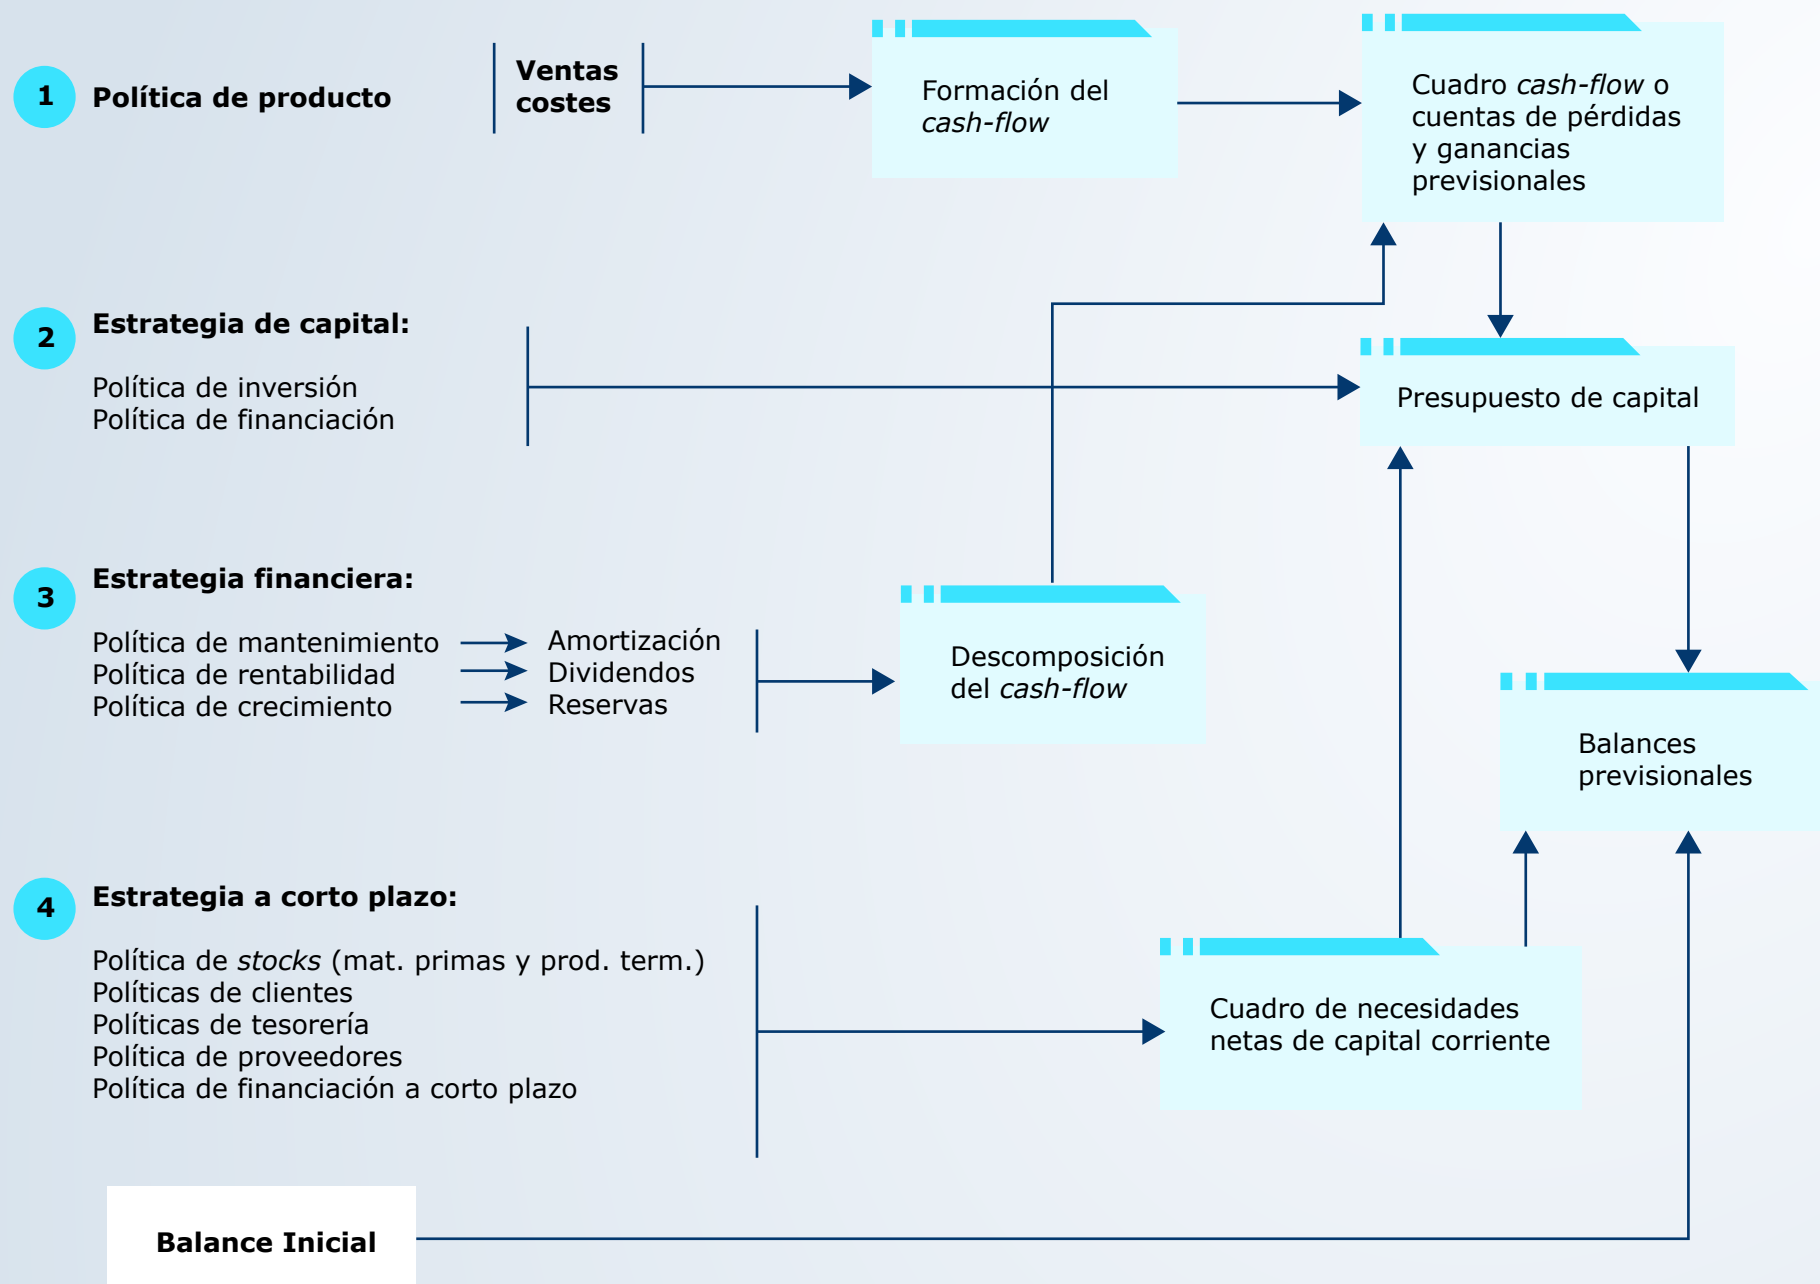 1
Política de producto
Ventas
costes
Formación del
cash-flow
Cuadro cash-flow o
cuentas de pérdidas
y ganancias
previsionales
2
Estrategia de capital:
Política de inversión
Política de financiación
Presupuesto de capital
3
Estrategia financiera:
Política de mantenimiento
Amortización
Política de rentabilidad
Dividendos
Política de crecimiento
Reservas
Descomposición
del cash-flow
Balances
previsionales
4
Estrategia a corto plazo:
Política de stocks (mat. primas y prod. term.)
Políticas de clientes
Políticas de tesorería
Política de proveedores
Política de financiación a corto plazo
Cuadro de necesidades
netas de capital corriente
Balance Inicial